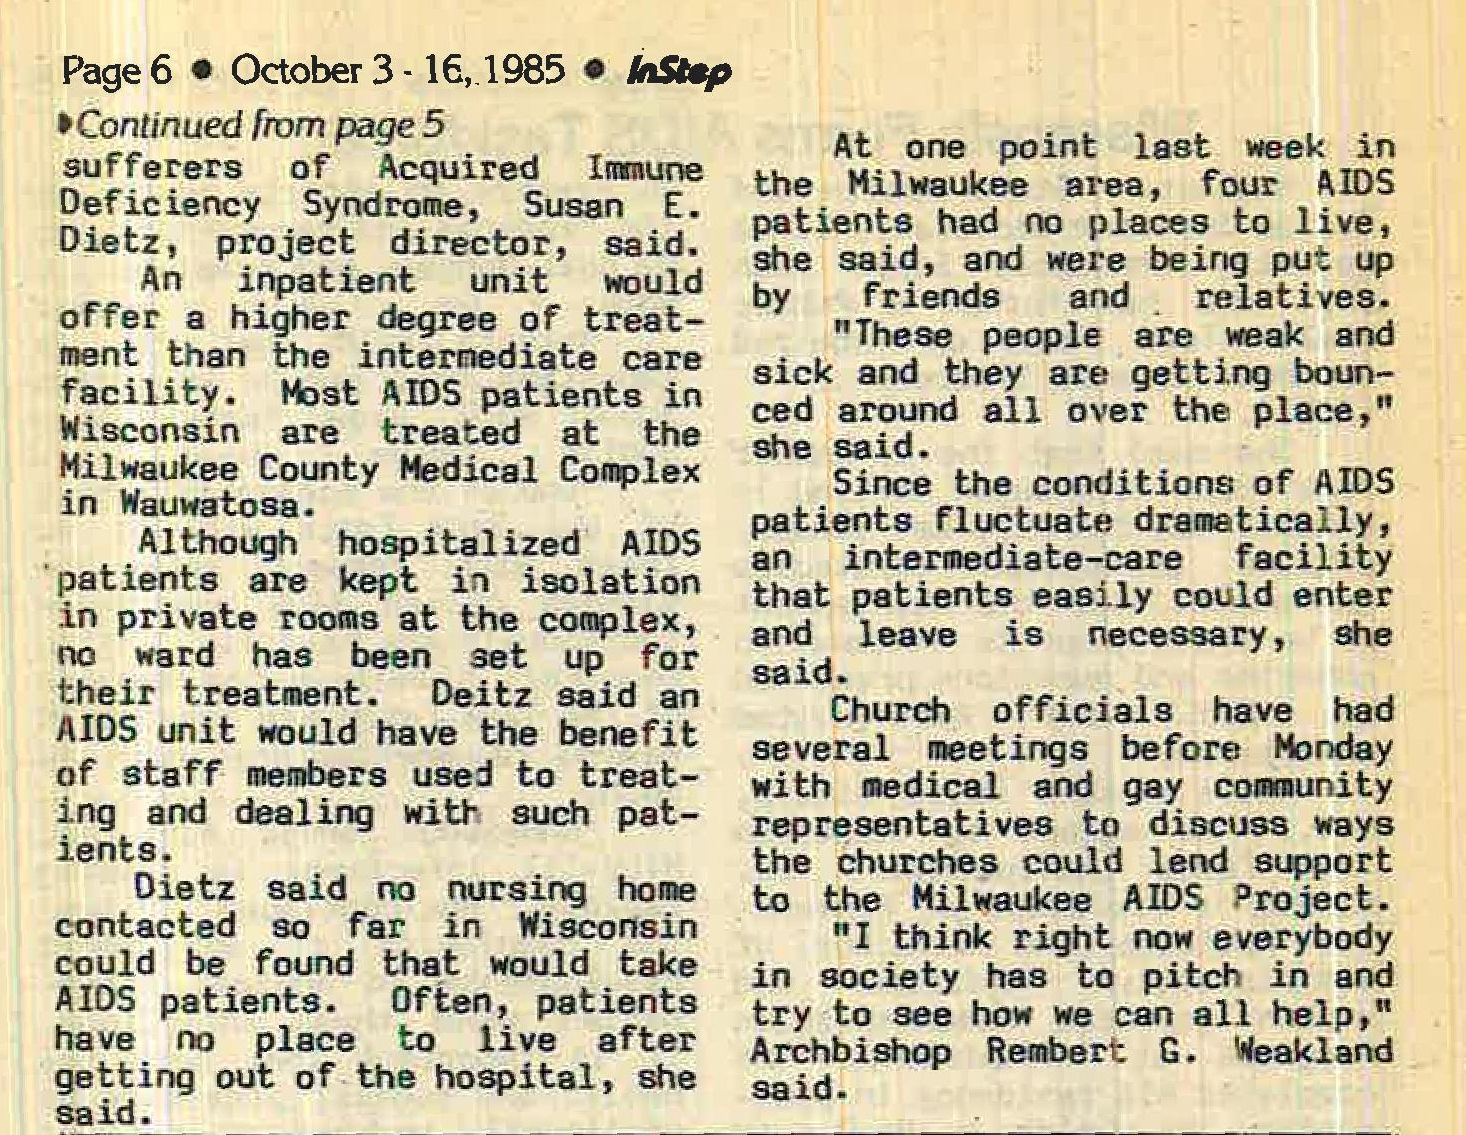 Page 6 ● October 3 - 16, 1985 ● InStep
▶Continued from page 5
sufferers of Acquired Immune
Deficiency Syndrome, Susan E.
Dietz, project director, said.
An inpatient unit would
offer a higher degree of treat-
ment than the intermediate care
facility. Most AIDS patients in
Wisconsin are treated at the
Milwaukee County Medical Complex
in Wauwatosa.
Although hospitalized AIDS
patients are kept in isolation
in private rooms at the complex,
no ward has been set up for
their treatment. Deitz said an
AIDS unit would have the benefit
of staff members used to treat-
ing and dealing with such pat-
ients.
Dietz said no nursing home
contacted so far in Wisconsin
could be found that would take
AIDS patients. Often, patients
have no place to live after
getting out of the hospital, she
said.
At one point last week in
the Milwaukee area, four AIDS
patients had no places to live,
she said, and were being put up
by friends and relatives.
"These people are weak and
sick and they are getting boun-
ced around all over the place,"
she said.
Since the conditions of AIDS
patients fluctuate dramatically,
an intermediate-care facility
that patients easily could enter
and leave is necessary, she
said.
Church officials have had
several meetings before Monday
with medical and gay community
representatives to discuss ways
the churches could lend support
to the Milwaukee AIDS Project.
"I think right now everybody
in society has to pitch in and
try to see how we can all help,"
Archbishop Rembert G. Weakland
said.